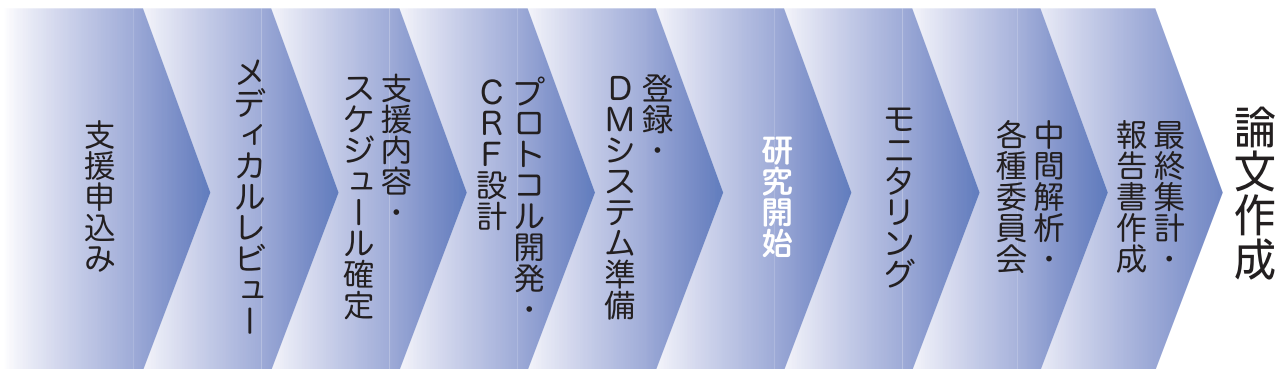 支援申込み
メディカルレビュー
支援内容・
スケジュール確定
プロトコル開発・
CRF設計
登録・
DMシステム準備
研究開始
モニタリング
中間解析・
各種委員会
最終集計・
報告書作成
論文作成